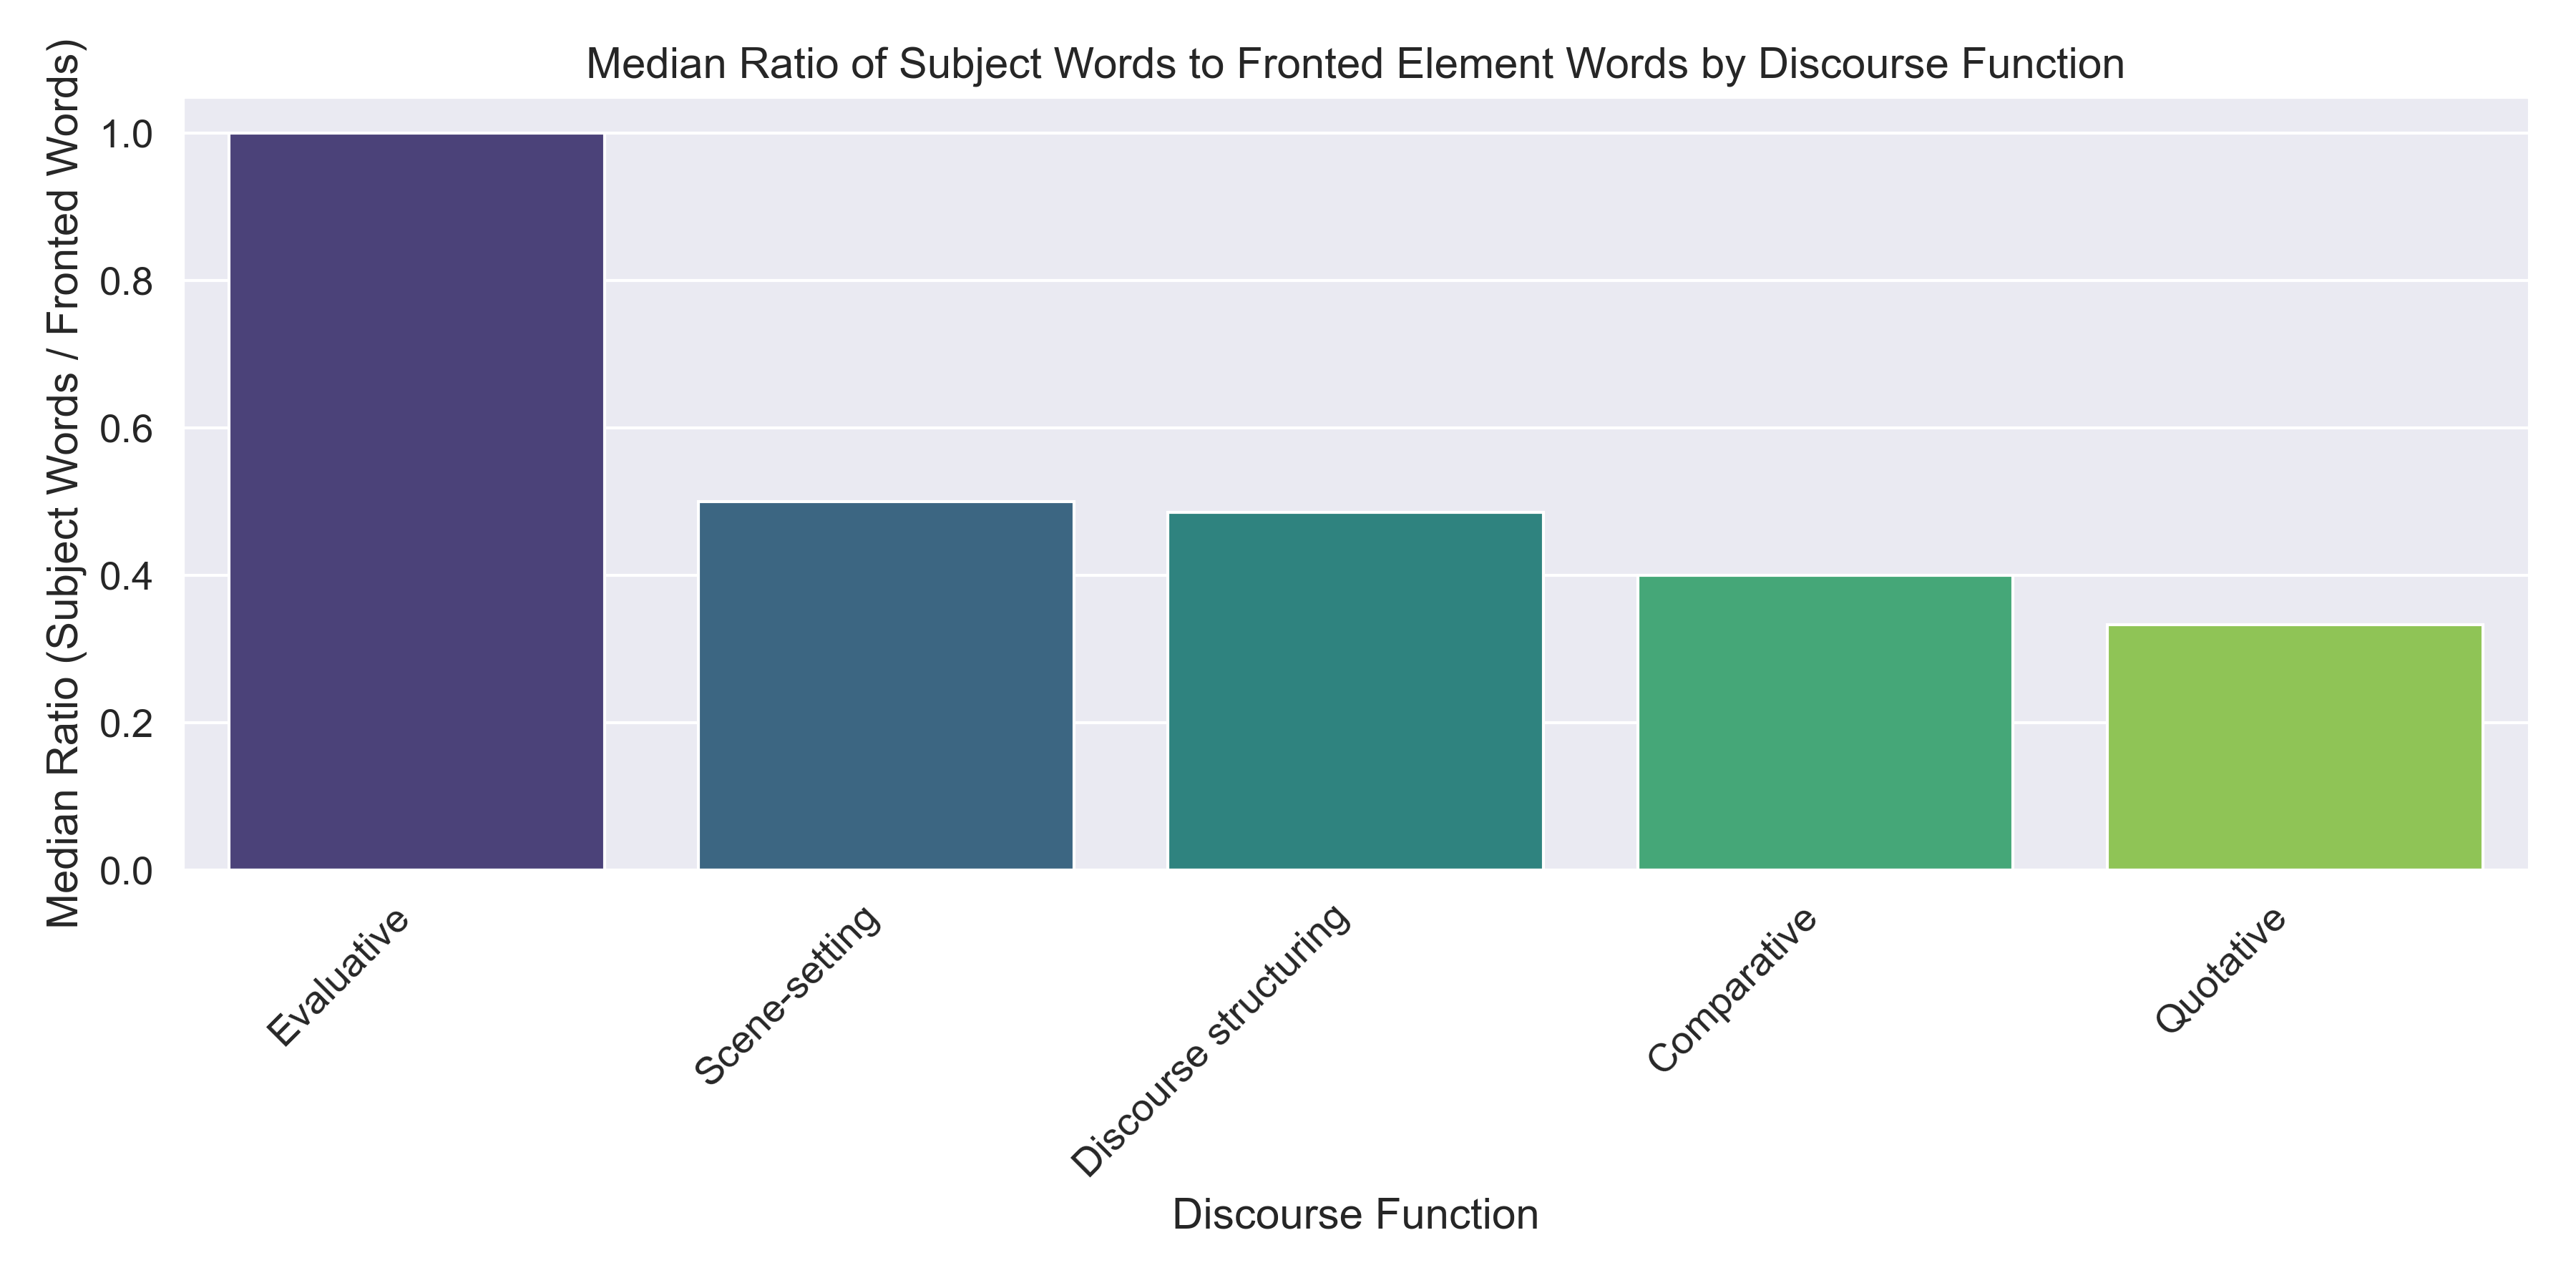 Median Ratio of Subject Words to Fronted Element Words by Discourse Function
Median Ratio (Subject Words / Fronted Words)
1.0
0.8
0.6
0.4
0.2
0.0
Evaluative
Scene-setting
Discourse structuring
Comparative
Quotative
Discourse Function